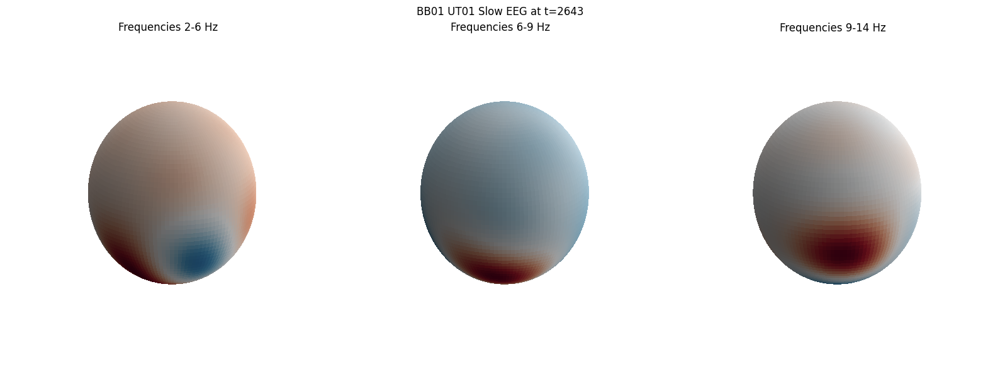 BB01 UT01 Slow EEG at t=2643
Frequencies 2-6 Hz
Frequencies 6-9 Hz
Frequencies 9-14 Hz